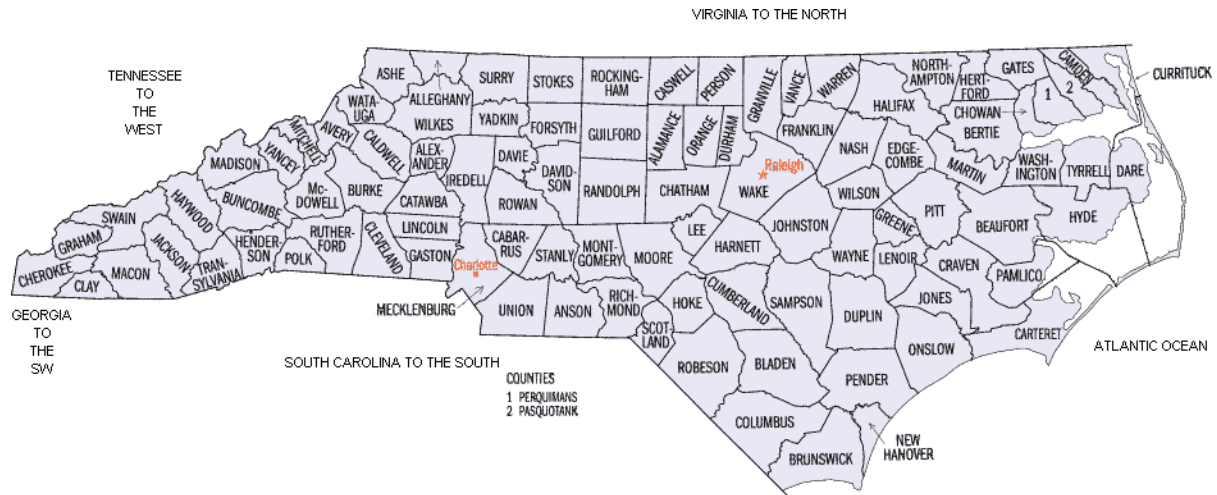 VIRGINIA TO THE NORTH
TENNESSEE
TO
THE
WEST
ASHE
ALLEGHANY
SURRY
STOKES
ROCKING-
HAM
CASWELL
PERSON
GRANVILLE
VANCE
WARREN
NORTH-
AMPTON
HERT-
FORD
GATES
CAMDEN
CURRITUCK
WATA-
UGA
WILKES
YADKIN
FORSYTH
GUILFORD
ALAMANCE
ORANGE
DURHAM
FRANKLIN
HALIFAX
CHOWAN
1
2
BERTIE
MITCHELL
AVERY
CALDWELL
ALEX-
ANDER
IREDELL
DAVIE
DAVID-
SON
RANDOLPH
CHATHAM
Raleigh
WAKE
NASH
EDGE-
COMBE
MARTIN
WASH-
INGTON
TYRRELL
DARE
MADISON
YANCEY
Mc-
DOWELL
BURKE
CATAWBA
ROWAN
WILSON
PITT
BEAUFORT
HYDE
SWAIN
HAYWOOD
BUNCOMBE
RUTHER-
FORD
CLEVELAND
LINCOLN
GASTON
CABAR-
RUS
STANLY
MONT-
GOMERY
MOORE
LEE
HARNETT
JOHNSTON
GREENE
WAYNE
LENOIR
CRAVEN
PAMLICO
GRAHAM
JACKSON
HENDER-
SON
POLK
Charlotte
CHEROKEE
CLAY
MACON
TRAN-
SYLVANIA
MECKLENBURG
UNION
ANSON
RICH-
MOND
SCOT-
LAND
HOKE
CUMBERLAND
SAMPSON
DUPLIN
JONES
CARTERET
GEORGIA
TO
THE
SW
SOUTH CAROLINA TO THE SOUTH
ATLANTIC OCEAN
ROBESON
BLADEN
ONSLOW
PENDER
COUNTIES
1 PERQUIMANS
2 PASQUOTANK
COLUMBUS
BRUNSWICK
NEW
HANOVER